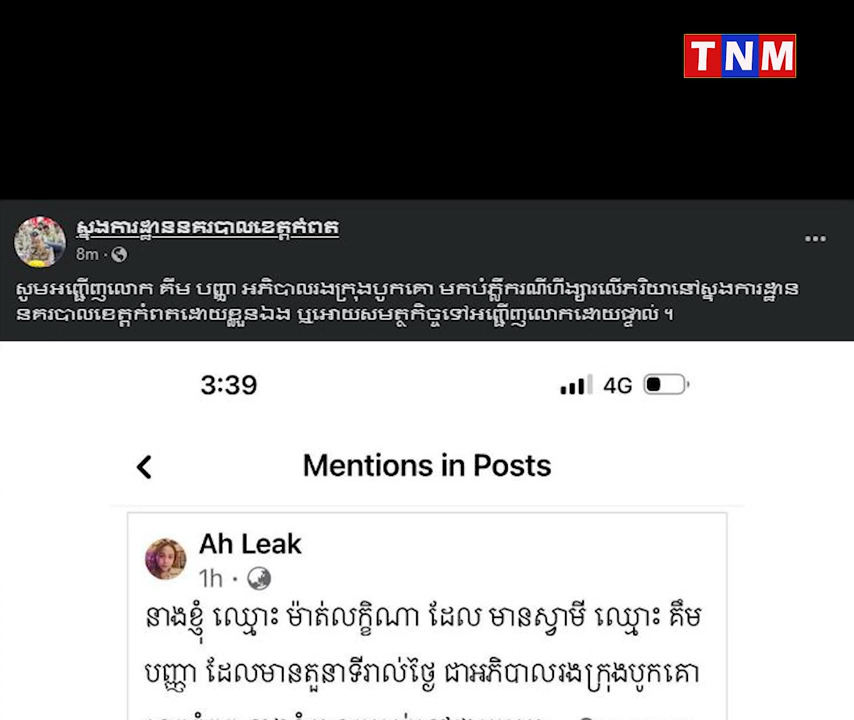 TNM
ស្នងការដ្ឋាននគរបាលខេត្តកំពត
8m ·
សូមអញ្ជើញលោក គឹម បញ្ញា អភិបាលរងក្រុងបូកគោ មកបំភ្លឺករណីហឹង្សារលើភរិយានៅស្នងការដ្ឋាន
នគរបាលខេត្តកំពតដោយខ្លួនឯង ឬអោយសមត្ថកិច្ចទៅអញ្ជើញលោកដោយផ្ទាល់ ។
3:39 4G
Mentions in Posts
Ah Leak
1h ·
នាងខ្ញុំ ឈ្មោះ ម៉ាត់លក្ខិណា ដែល មានស្វាមី ឈ្មោះ គឹម
បញ្ញា ដែលមានតួនាទីរាល់ថ្ងៃ ជាអភិបាលរងក្រុងបូកគោ